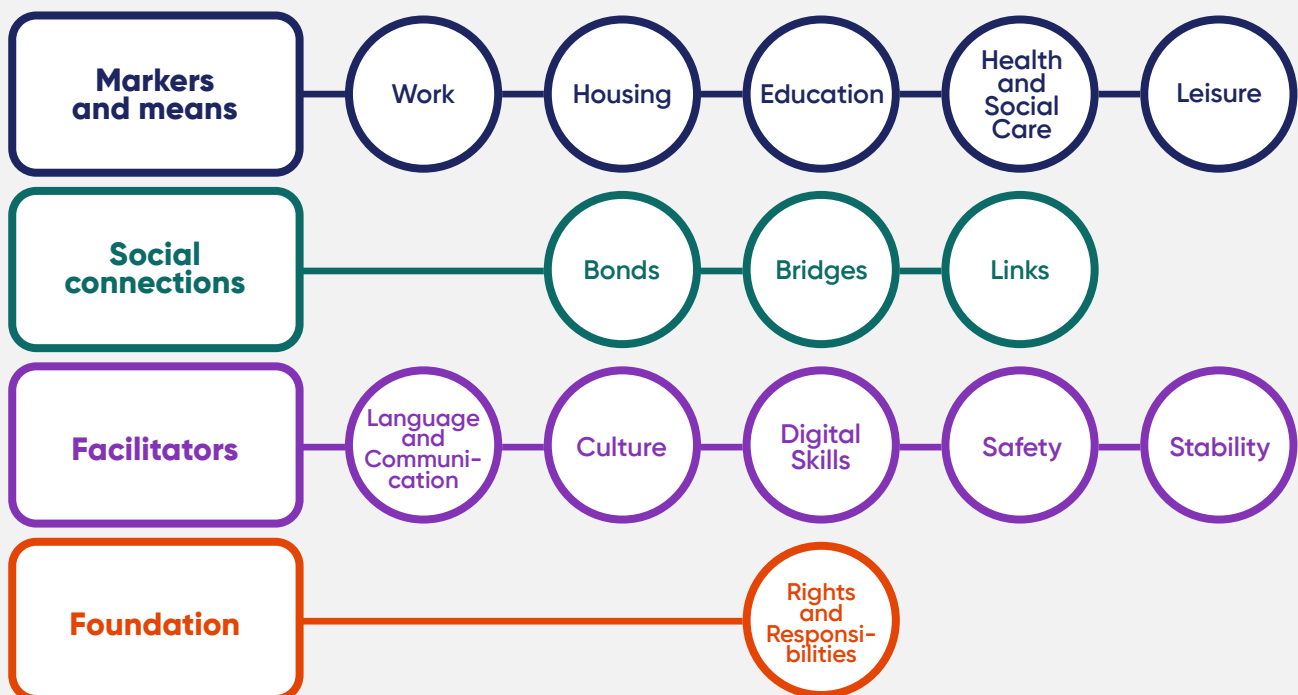 Markers
and means
Work
Housing
Education
Health
and
Social
Care
Leisure
Social
connections
Bonds
Bridges
Links
Facilitators
Language
and
Communi-
cation
Culture
Digital
Skills
Safety
Stability
Foundation
Rights
and
Responsi-
bilities